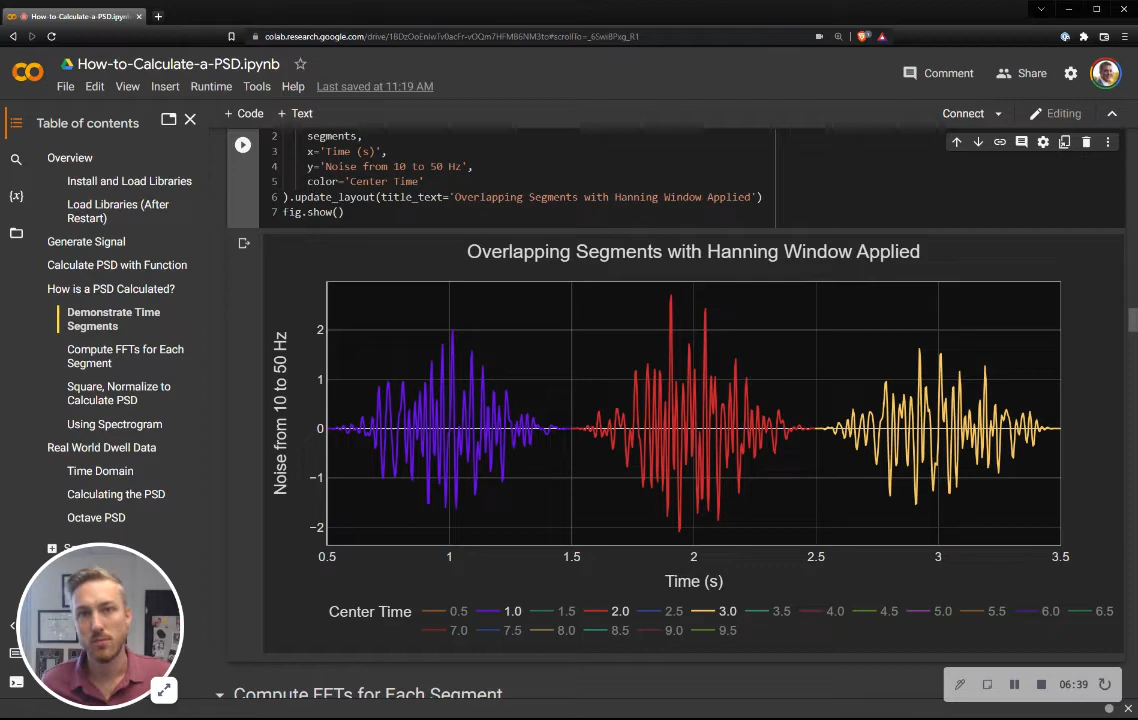 How-to-Calculate-a-PSD.ipynb
colab.research.google.com/drive/1BDzOoEnIwTv0acFr-vOQm7HFMB6NM3to#scrollTo=_6SwiBPxq_R1
How-to-Calculate-a-PSD.ipynb
File Edit View Insert Runtime Tools Help Last saved at 11:19 AM
Comment Share
Table of contents
+ Code + Text
Connect Editing
Overview
Install and Load Libraries
Load Libraries (After
Restart)
Generate Signal
Calculate PSD with Function
How is a PSD Calculated?
Demonstrate Time
Segments
Compute FFTs for Each
Segment
Square, Normalize to
Calculate PSD
Using Spectrogram
Real World Dwell Data
Time Domain
Calculating the PSD
Octave PSD
2 segments,
3 x='Time (s)',
4 y='Noise from 10 to 50 Hz',
5 color='Center Time'
6 ).update_layout(title_text='Overlapping Segments with Hanning Window Applied')
7 fig.show()
Overlapping Segments with Hanning Window Applied
Noise from 10 to 50 Hz
2
1
0
−1
−2
0.5 1 1.5 2 2.5 3 3.5
Time (s)
Center Time 0.5 1.0 1.5 2.0 2.5 3.0 3.5 4.0 4.5 5.0 5.5 6.0 6.5
7.0 7.5 8.0 8.5 9.0 9.5
Compute FFTs for Each Segment
06:39